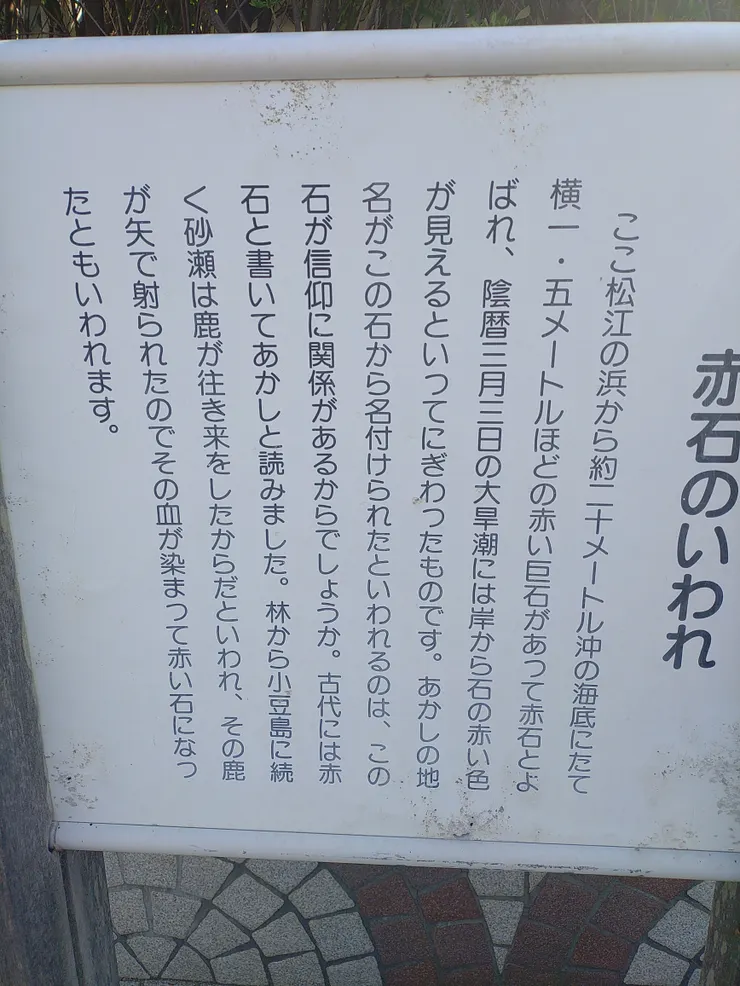 赤石のいわれ
ここ松江の浜から約二十メートル沖の海底にたて
横一・五メートルほどの赤い巨石があつて赤石とよ
ばれ、陰暦三月三日の大旱潮には岸から石の赤い色
が見えるといつてにぎわつたものです。あかしの地
名がこの石から名付けられたといわれるのは、この
石が信仰に関係があるからでしょうか。古代には赤
石と書いてあかしと読みました。林から小豆島に続
く砂瀬は鹿が往き来をしたからだといわれ、その鹿
が矢で射られたのでその血が染まつて赤い石になつ
たともいわれます。